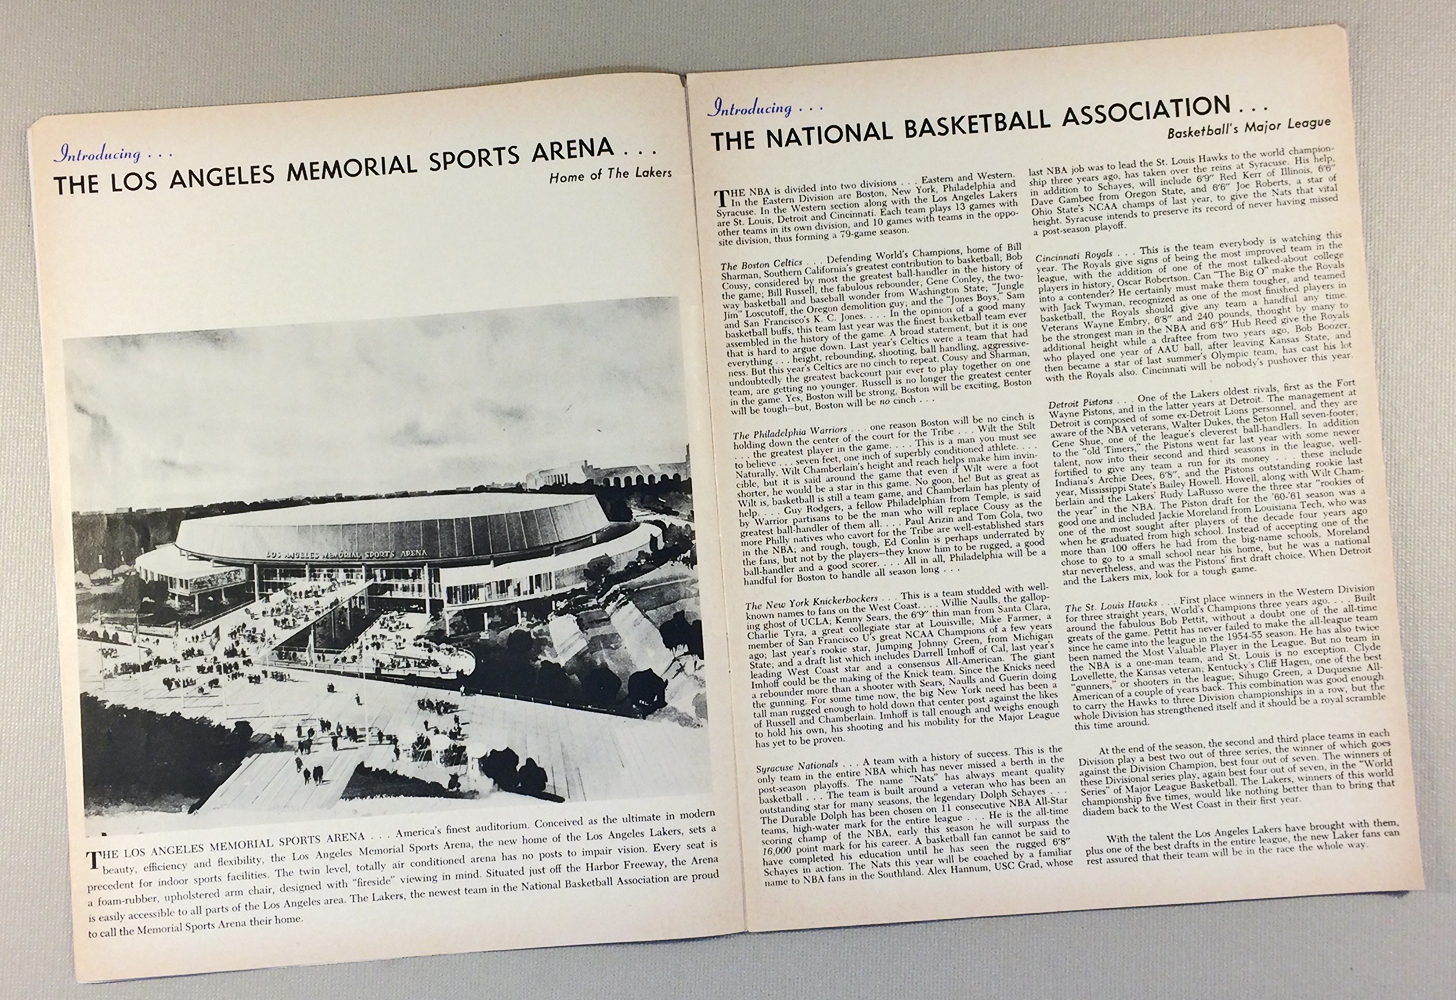 Introducing . . .
THE LOS ANGELES MEMORIAL SPORTS ARENA . . .
Home of The Lakers
LOS ANGELES MEMORIAL SPORTS ARENA
THE LOS ANGELES MEMORIAL SPORTS ARENA . . . America's finest auditorium. Conceived as the ultimate in modern
beauty, efficiency and flexibility, the Los Angeles Memorial Sports Arena, the new home of the Los Angeles Lakers, sets a
precedent for indoor sports facilities. The twin level, totally air conditioned arena has no posts to impair vision. Every seat is
a foam-rubber, upholstered arm chair, designed with "fireside" viewing in mind. Situated just off the Harbor Freeway, the Arena
is easily accessible to all parts of the Los Angeles area. The Lakers, the newest team in the National Basketball Association are proud
to call the Memorial Sports Arena their home.
Introducing . . .
THE NATIONAL BASKETBALL ASSOCIATION . . .
Basketball's Major League
THE NBA is divided into two divisions . . . Eastern and Western.
In the Eastern Division are Boston, New York, Philadelphia and
Syracuse. In the Western section along with the Los Angeles Lakers
are St. Louis, Detroit and Cincinnati. Each team plays 13 games with
other teams in its own division, and 10 games with teams in the oppo-
site division, thus forming a 79-game season.
The Boston Celtics . . . Defending World's Champions, home of Bill
Sharman, Southern California's greatest contribution to basketball; Bob
Cousy, considered by most the greatest ball-handler in the history of
the game; Bill Russell, the fabulous rebounder, Gene Conley, the two-
way basketball and baseball wonder from Washington State; "Jungle
Jim" Loscutoff, the Oregon demolition guy; and the "Jones Boys," Sam
and San Francisco's K. C. Jones. . . . In the opinion of a good many
basketball buffs, this team last year was the finest basketball team ever
assembled in the history of the game. A broad statement, but it is one
that is hard to argue down. Last year's Celtics were a team that had
everything . . . height, rebounding, shooting, ball handling, aggressive-
ness. But this year's Celtics are no cinch to repeat. Cousy and Sharman,
undoubtedly the greatest backcourt pair ever to play together on one
team, are getting no younger. Russell is no longer the greatest center
in the game. Yes, Boston will be strong, Boston will be exciting, Boston
will be tough—but, Boston will be no cinch . . .
The Philadelphia Warriors . . . one reason Boston will be no cinch is
holding down the center of the court for the Tribe . . . Wilt the Stilt
. . . the greatest player in the game. . . . This is a man you must see
to believe . . . seven feet, one inch of superbly conditioned athlete. . . .
Naturally, Wilt Chamberlain's height and reach helps make him invin-
cible, but it is said around the game that even if Wilt were a foot
shorter, he would be a star in this game. No goon, he! But as great as
Wilt is, basketball is still a team game, and Chamberlain has plenty of
help. . . . Guy Rodgers, a fellow Philadelphian from Temple, is said
by Warrior partisans to be the man who will replace Cousy as the
greatest ball-handler of them all. . . . Paul Arizin and Tom Gola, two
more Philly natives who cavort for the Tribe are well-established stars
in the NBA; and rough, tough, Ed Conlin is perhaps underrated by
the fans, but not by the players—they know him to be rugged, a good
ball-handler and a good scorer. . . . All in all, Philadelphia will be a
handful for Boston to handle all season long . . .
The New York Knickerbockers . . . This is a team studded with well-
known names to fans on the West Coast. . . . Willie Naulls, the gallop-
ing ghost of UCLA; Kenny Sears, the 6'9" thin man from Santa Clara,
Charlie Tyra, a great collegiate star at Louisville; Mike Farmer, a
member of San Francisco U's great NCAA Champions of a few years
ago; last year's rookie star, Jumping Johnny Green, from Michigan
State; and a draft list which includes Darrell Imhoff of Cal, last year's
leading West Coast star and a consensus All-American. The giant
Imhoff could be the making of the Knick team. Since the Knicks need
a rebounder more than a shooter with Sears, Naulls and Guerin doing
the gunning. For some time now, the big New York need has been a
tall man rugged enough to hold down that center post against the likes
of Russell and Chamberlain. Imhoff is tall enough and weighs enough
to hold his own, his shooting and his mobility for the Major League
has yet to be proven.
Syracuse Nationals . . . A team with a history of success. This is the
only team in the entire NBA which has never missed a berth in the
post-season playoffs. The name "Nats" has always meant quality
basketball . . . The team is built around a veteran who has been an
outstanding star for many seasons, the legendary Dolph Schayes . . .
The Durable Dolph has been chosen on 11 consecutive NBA All-Star
teams, high-water mark for the entire league . . . He is the all-time
scoring champ of the NBA, early this season he will surpass the
16,000 point mark for his career. A basketball fan cannot be said to
have completed his education until he has seen the rugged 6'8"
Schayes in action. The Nats this year will be coached by a familiar
name to NBA fans in the Southland. Alex Hannum, USC Grad, whose
last NBA job was to lead the St. Louis Hawks to the world champion-
ship three years ago, has taken over the reins at Syracuse. His help,
in addition to Schayes, will include 6'9" Red Kerr of Illinois, 6'6"
Dave Gambee from Oregon State, and 6'6" Joe Roberts, a star of
Ohio State's NCAA champs of last year, to give the Nats that vital
height. Syracuse intends to preserve its record of never having missed
a post-season playoff.
Cincinnati Royals . . . This is the team everybody is watching this
year. The Royals give signs of being the most improved team in the
league, with the addition of one of the most talked-about college
players in history, Oscar Robertson. Can "The Big O" make the Royals
into a contender? He certainly must make them tougher, and teamed
with Jack Twyman, recognized as one of the most finished players in
basketball, the Royals should give any team a handful any time.
Veterans Wayne Embry, 6'8" and 240 pounds, thought by many to
be the strongest man in the NBA and 6'8" Hub Reed give the Royals
additional height while a draftee from two years ago, Bob Boozer,
who played one year of AAU ball, after leaving Kansas State, and
then became a star of last summer's Olympic team, has cast his lot
with the Royals also. Cincinnati will be nobody's pushover this year.
Detroit Pistons . . . One of the Lakers oldest rivals, first as the Fort
Wayne Pistons, and in the latter years at Detroit. The management at
Detroit is composed of some ex-Detroit Lions personnel, and they are
aware of the NBA veterans, Walter Dukes, the Seton Hall seven-footer;
Gene Shue, one of the league's cleverest ball-handlers. In addition
to the "old Timers," the Pistons went far last year with some newer
talent, now into their second and third seasons in the league, well-
fortified to give any team a run for its money . . . these include
Indiana's Archie Dees, 6'8", and the Pistons outstanding rookie last
year, Mississippi State's Bailey Howell. Howell, along with Wilt Cham-
berlain and the Lakers' Rudy LaRusso were the three star "rookies of
the year" in the NBA. The Piston draft for the '60-'61 season was a
good one and included Jackie Moreland from Louisiana Tech, who was
one of the most sought after players of the decade four years ago
when he graduated from high school. Instead of accepting one of the
more than 100 offers he had from the big-name schools, Moreland
chose to go to a small school near his home, but he was a national
star nevertheless, and was the Pistons' first draft choice. When Detroit
and the Lakers mix, look for a tough game.
The St. Louis Hawks . . . First place winners in the Western Division
for three straight years, World's Champions three years ago. . . . Built
around the fabulous Bob Pettit, without a doubt one of the all-time
greats of the game. Pettit has never failed to make the all-league team
since he came into the league in the 1954-55 season. He has also twice
been named the Most Valuable Player in the League. But no team in
the NBA is a one-man team, and St. Louis is no exception. Clyde
Lovellette, the Kansas veteran; Kentucky's Cliff Hagen, one of the best
"gunners," or shooters in the league; Sihugo Green, a Duquesne All-
American of a couple of years back. This combination was good enough
to carry the Hawks to three Division championships in a row, but the
whole Division has strengthened itself and it should be a royal scramble
this time around.
At the end of the season, the second and third place teams in each
Division play a best two out of three series, the winner of which goes
against the Division Champion, best four out of seven. The winners of
these Divisional series play, again best four out of seven, in the "World
Series" of Major League Basketball. The Lakers, winners of this world
championship five times, would like nothing better than to bring that
diadem back to the West Coast in their first year.
With the talent the Los Angeles Lakers have brought with them,
plus one of the best drafts in the entire league, the new Laker fans can
rest assured that their team will be in the race the whole way.